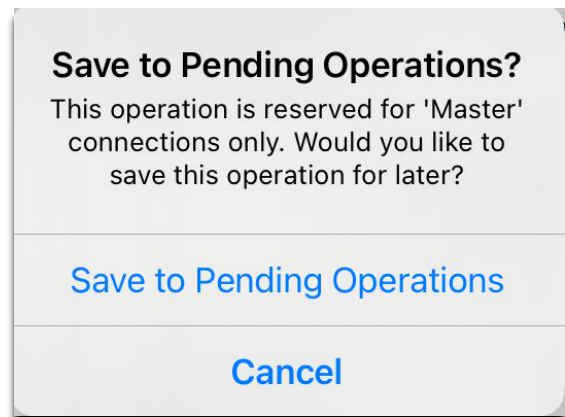 Save to Pending Operations?
This operation is reserved for 'Master'
connections only. Would you like to
save this operation for later?
Save to Pending Operations
Cancel